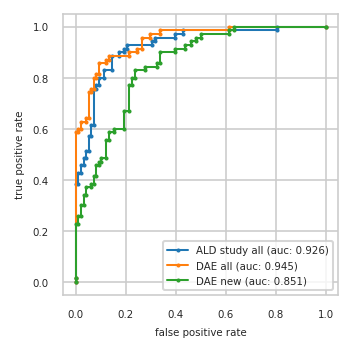 1.0
0.8
0.6
0.4
0.2
0.0
true positive rate
ALD study all (auc: 0.926)
DAE all (auc: 0.945)
DAE new (auc: 0.851)
0.0 0.2 0.4 0.6 0.8 1.0
false positive rate